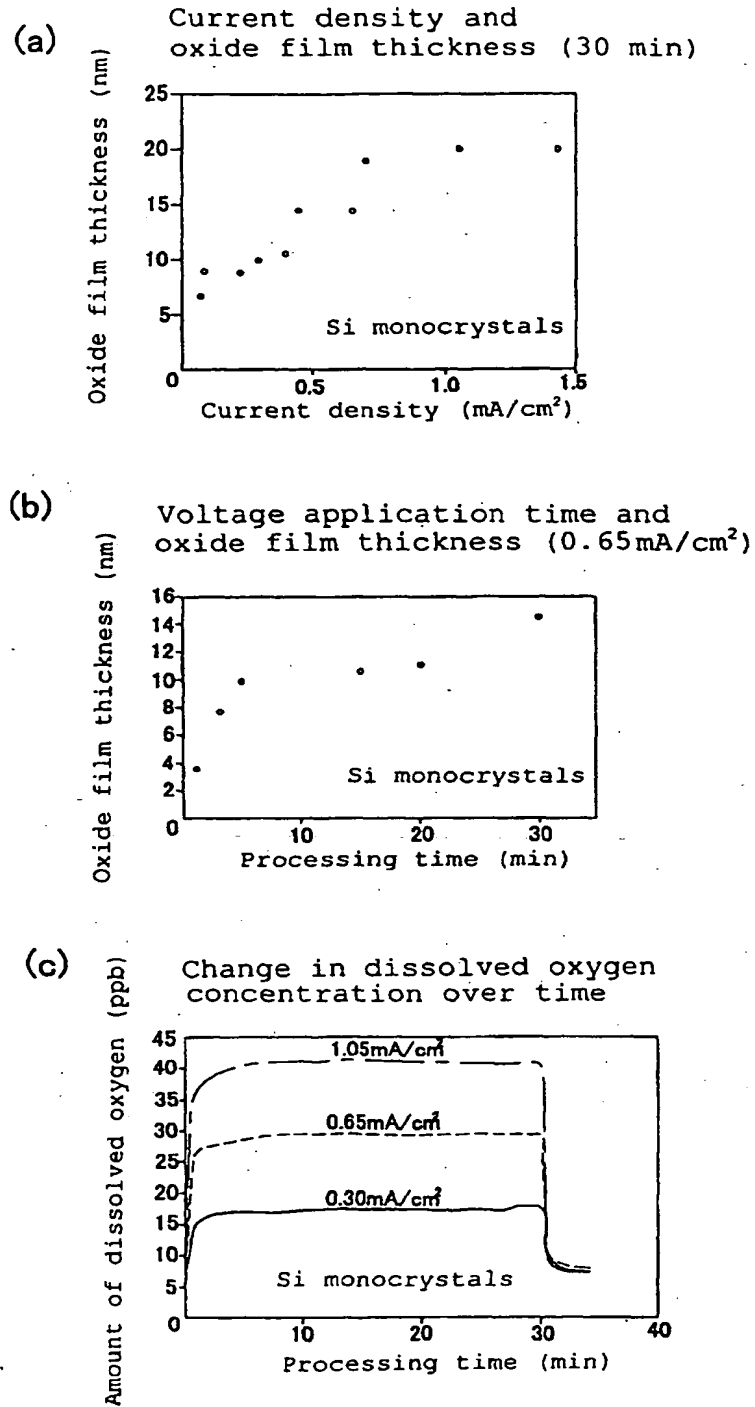 (a)
Current density and
oxide film thickness (30 min)
Oxide film thickness (nm)
25
20
15
10
5
0
0.5
1.0
1.5
Si monocrystals
Current density (mA/cm²)
(b)
Voltage application time and
oxide film thickness (0.65mA/cm²)
Oxide film thickness (nm)
16
14
12
10
8
6
4
2
0
10
20
30
Si monocrystals
Processing time (min)
(c)
Change in dissolved oxygen
concentration over time
Amount of dissolved oxygen (ppb)
45
40
35
30
25
20
15
10
5
0
1.05mA/cm²
0.65mA/cm²
0.30mA/cm²
Si monocrystals
10
20
30
40
Processing time (min)